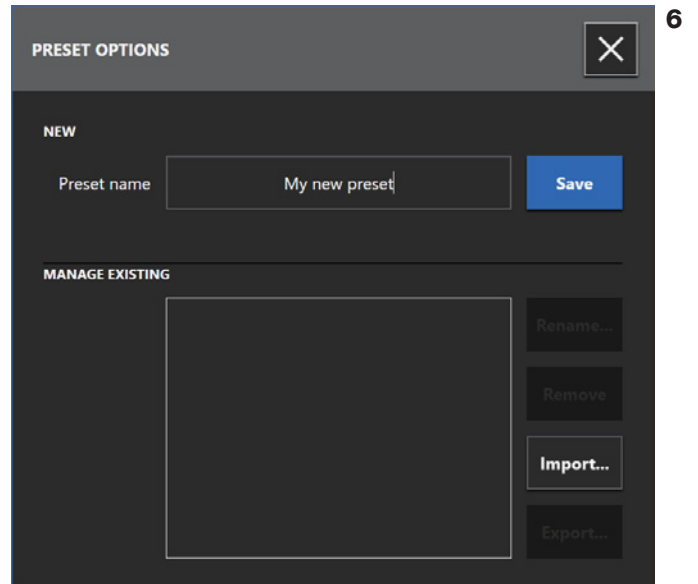 6
PRESET OPTIONS
NEW
Preset name
My new preset
Save
MANAGE EXISTING
Rename...
Remove
Import...
Export...